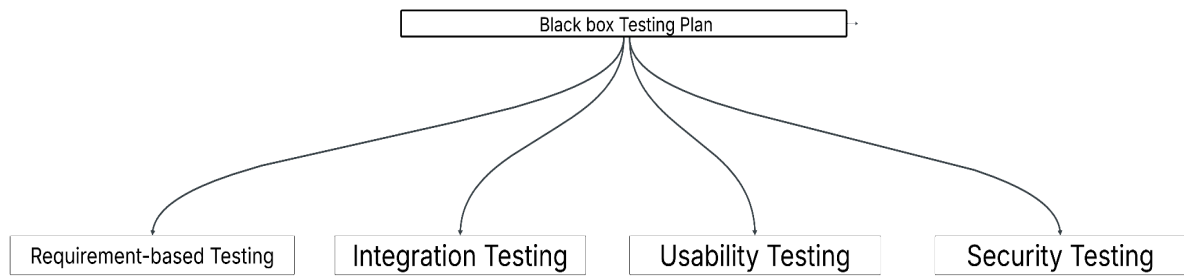 Black box Testing Plan
Requirement-based Testing
Integration Testing
Usability Testing
Security Testing